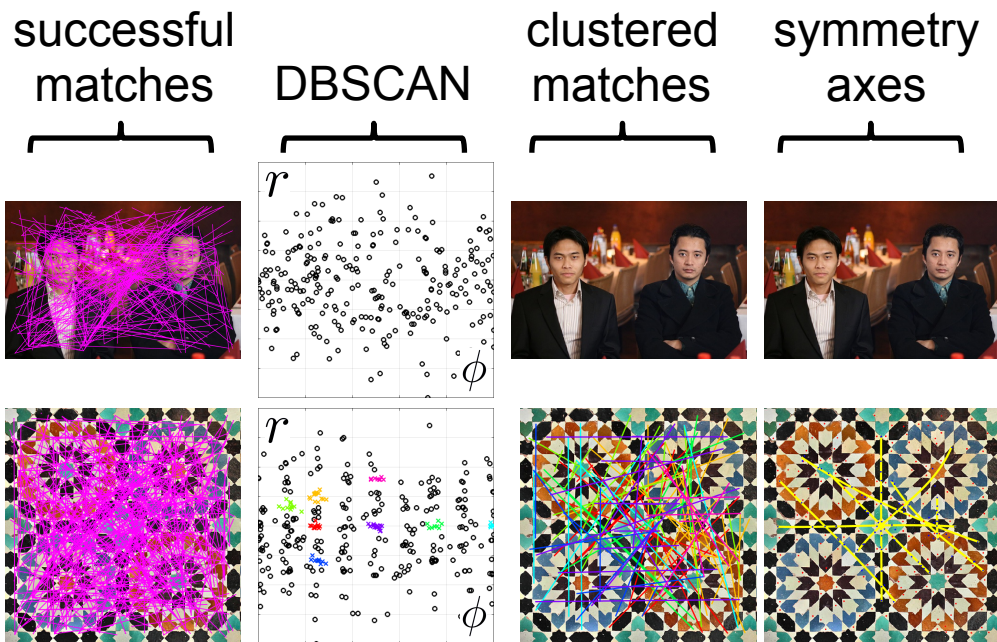 successful
matches
DBSCAN
clustered
matches
symmetry
axes
r
ϕ
r
ϕ